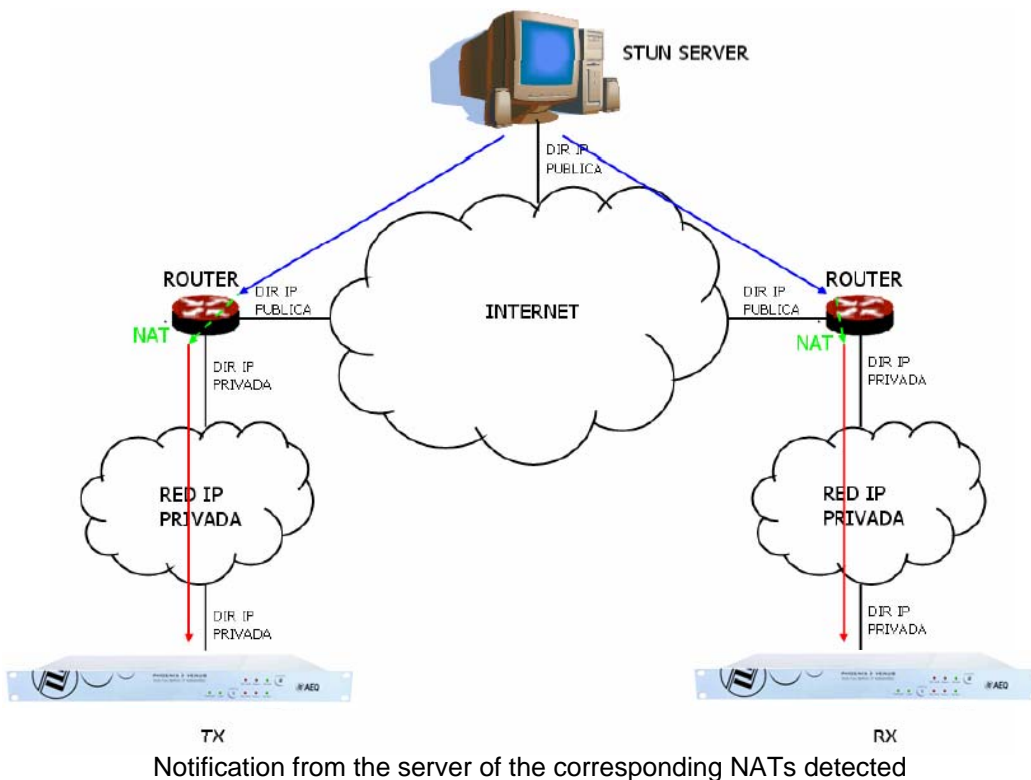 STUN SERVER
DIR IP
PUBLICA
ROUTER
DIR IP
PUBLICA
NAT
INTERNET
DIR IP
PUBLICA
ROUTER
NAT
DIR IP
PRIVADA
DIR IP
PRIVADA
RED IP
PRIVADA
RED IP
PRIVADA
DIR IP
PRIVADA
DIR IP
PRIVADA
AEQ
AEQ
TX
RX
Notification from the server of the corresponding NATs detected